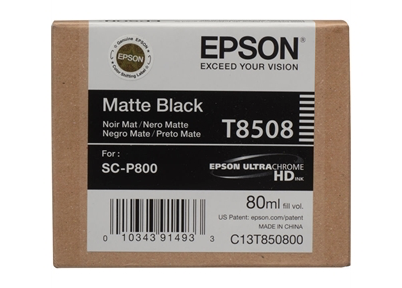 Genuine Epson
EPSON
EPSON
EXCEED YOUR VISION
Matte Black
Noir Mat/Nero Matte
Negro Mate/Preto Mate
T8508
For :
SC-P800
EPSON ULTRACHROME
HD INK
80ml fill vol.
US Patent: epson.com/patent
MADE IN CHINA
0 10343 91493 3
C13T850800